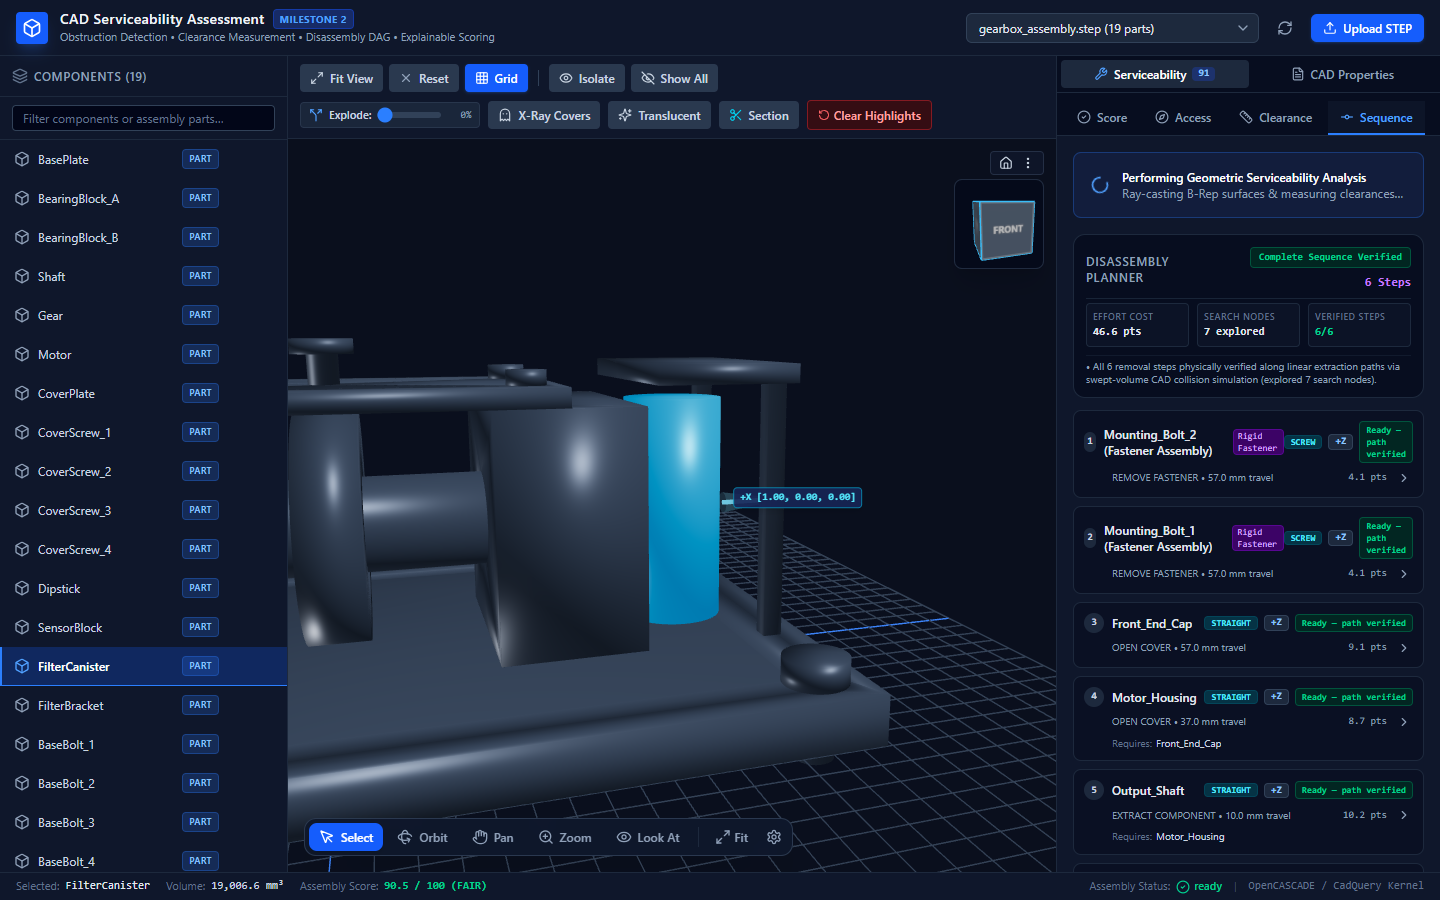 CAD Serviceability Assessment
MILESTONE 2
Obstruction Detection • Clearance Measurement • Disassembly DAG • Explainable Scoring
gearbox_assembly.step (19 parts)
Upload STEP
COMPONENTS (19)
Filter components or assembly parts...
BasePlate PART
BearingBlock_A PART
BearingBlock_B PART
Shaft PART
Gear PART
Motor PART
CoverPlate PART
CoverScrew_1 PART
CoverScrew_2 PART
CoverScrew_3 PART
CoverScrew_4 PART
Dipstick PART
SensorBlock PART
FilterCanister PART
FilterBracket PART
BaseBolt_1 PART
BaseBolt_2 PART
BaseBolt_3 PART
BaseBolt_4 PART
Fit View
Reset
Grid
Isolate
Show All
Explode: 0%
X-Ray Covers
Translucent
Section
Clear Highlights
FRONT
+X [1.00, 0.00, 0.00]
Select
Orbit
Pan
Zoom
Look At
Fit
Serviceability 91
CAD Properties
Score
Access
Clearance
Sequence
Performing Geometric Serviceability Analysis
Ray-casting B-Rep surfaces & measuring clearances...
DISASSEMBLY
PLANNER
Complete Sequence Verified
6 Steps
EFFORT COST
46.6 pts
SEARCH NODES
7 explored
VERIFIED STEPS
6/6
• All 6 removal steps physically verified along linear extraction paths via
swept-volume CAD collision simulation (explored 7 search nodes).
1
Mounting_Bolt_2
(Fastener Assembly)
Rigid
Fastener
SCREW
+Z
Ready —
path
verified
REMOVE FASTENER • 57.0 mm travel
4.1 pts
2
Mounting_Bolt_1
(Fastener Assembly)
Rigid
Fastener
SCREW
+Z
Ready —
path
verified
REMOVE FASTENER • 57.0 mm travel
4.1 pts
3
Front_End_Cap
STRAIGHT
+Z
Ready — path verified
OPEN COVER • 57.0 mm travel
9.1 pts
4
Motor_Housing
STRAIGHT
+Z
Ready — path verified
OPEN COVER • 37.0 mm travel
8.7 pts
Requires: Front_End_Cap
5
Output_Shaft
STRAIGHT
+Z
Ready — path verified
EXTRACT COMPONENT • 10.0 mm travel
10.2 pts
Requires: Motor_Housing
Selected: FilterCanister
Volume: 19,006.6 mm³
Assembly Score: 90.5 / 100 (FAIR)
Assembly Status: ready
OpenCASCADE / CadQuery Kernel